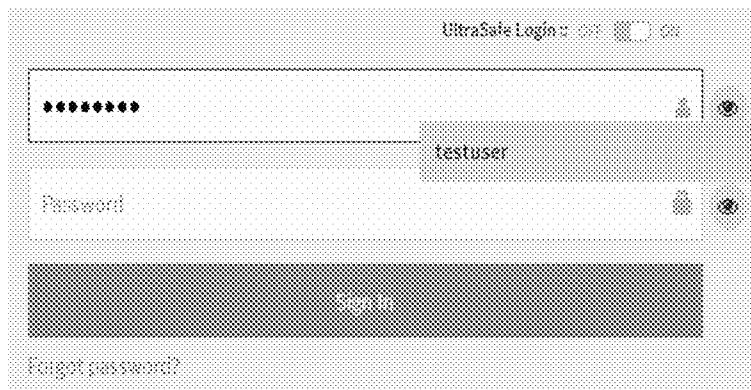 UltraSafe Login :: OFF ON
••••••••
testuser
Password
Sign In
Forgot password?